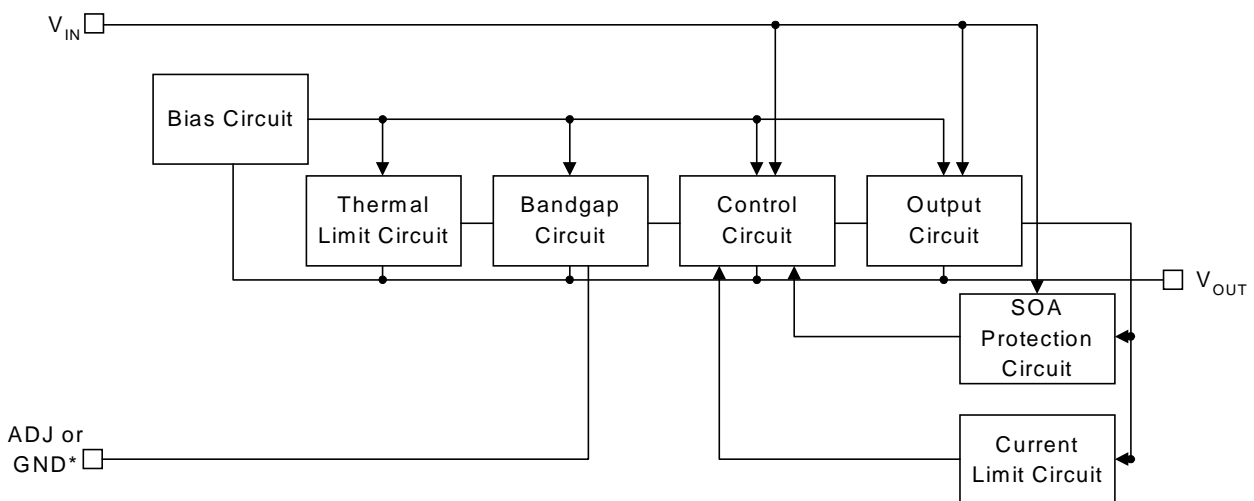 VIN
Bias Circuit
Thermal
Limit Circuit
Bandgap
Circuit
Control
Circuit
Output
Circuit
VOUT
SOA
Protection
Circuit
ADJ or
GND*
Current
Limit Circuit